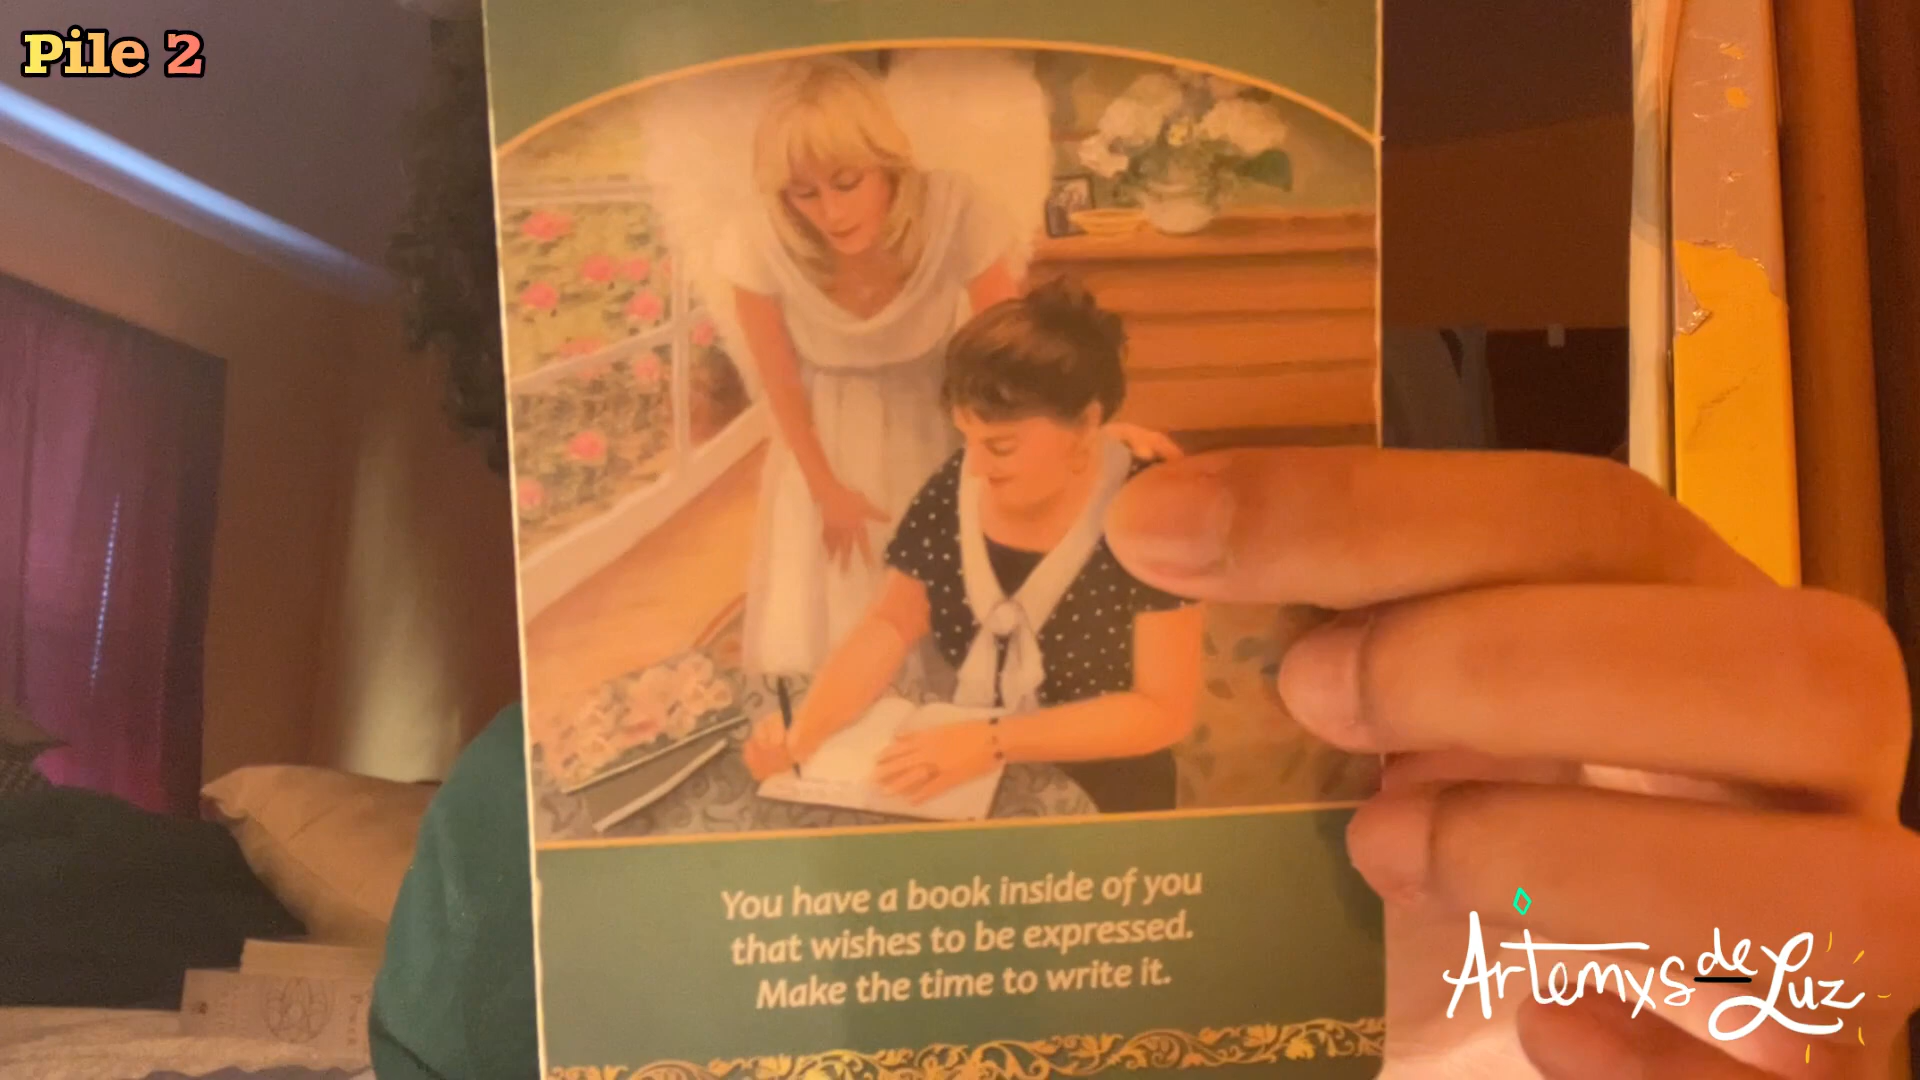 Pile 2
You have a book inside of you
that wishes to be expressed.
Make the time to write it.
Artemys de Luz